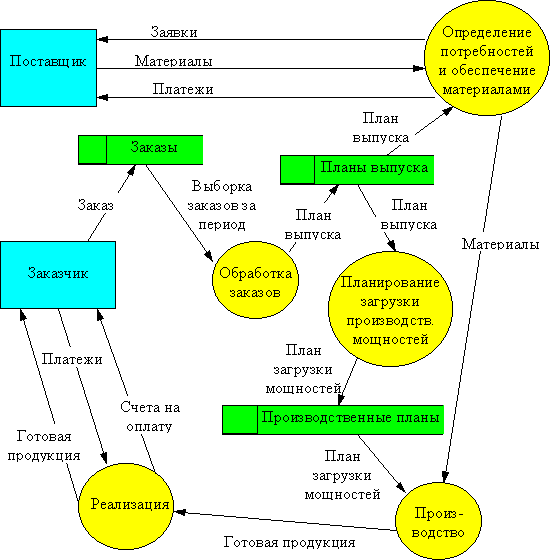 Заявки
Поставщик
Материалы
Платежи
Определение
потребностей
и обеспечение
материалами
План
выпуска
Заказы
Планы выпуска
Выборка
заказов за
период
Заказ
План
выпуска
План
выпуска
Материалы
Заказчик
Обработка
заказов
Планирование
загрузки
производств.
мощностей
Платежи
План
загрузки
мощностей
Счета на
оплату
Производственные планы
Готовая
продукция
План
загрузки
мощностей
Реализация
Произ-
водство
Готовая продукция